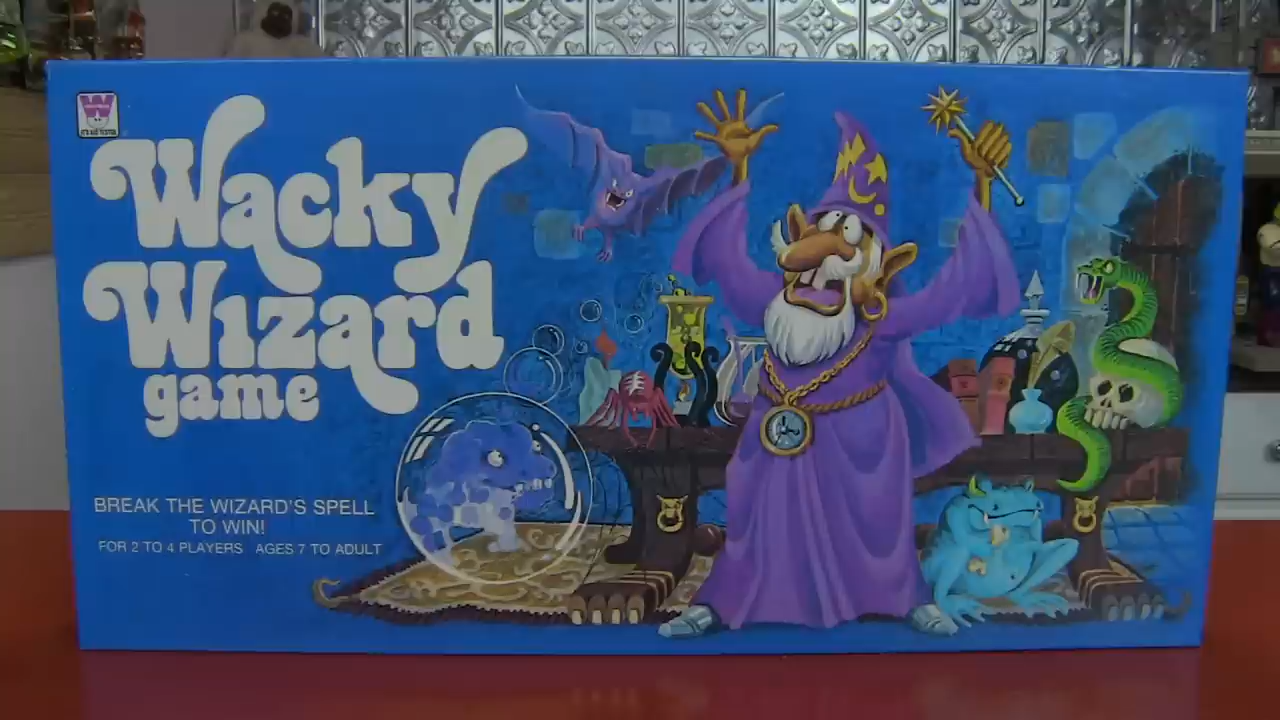 Wacky
Wizard
game
BREAK THE WIZARD'S SPELL
TO WIN!
FOR 2 TO 4 PLAYERS AGES 7 TO ADULT